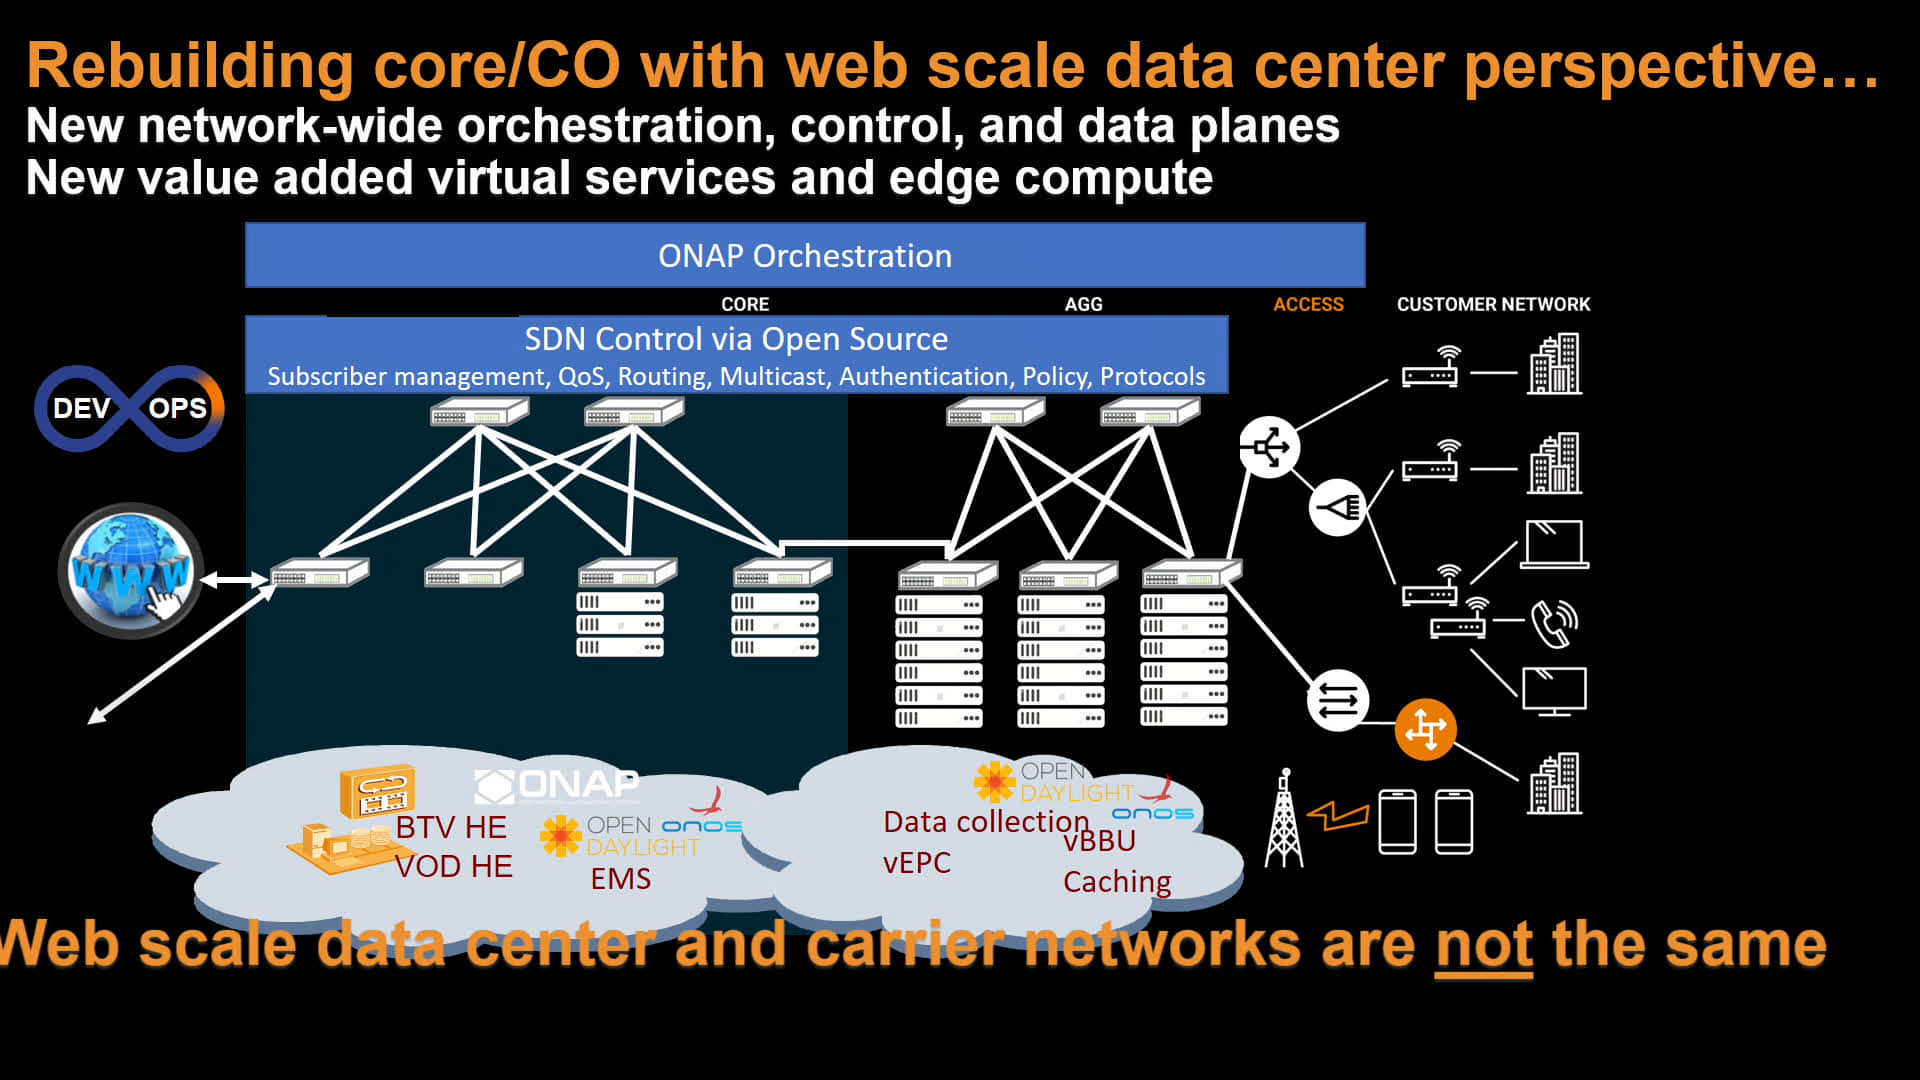 Rebuilding core/CO with web scale data center perspective…
New network-wide orchestration, control, and data planes
New value added virtual services and edge compute
ONAP Orchestration
CORE
AGG
ACCESS
CUSTOMER NETWORK
SDN Control via Open Source
Subscriber management, QoS, Routing, Multicast, Authentication, Policy, Protocols
DEV OPS
WWW
ONAP
BTV HE
VOD HE
OPEN
DAYLIGHT
onos
EMS
OPEN
DAYLIGHT
onos
Data collection
vEPC
vBBU
Caching
Web scale data center and carrier networks are not the same